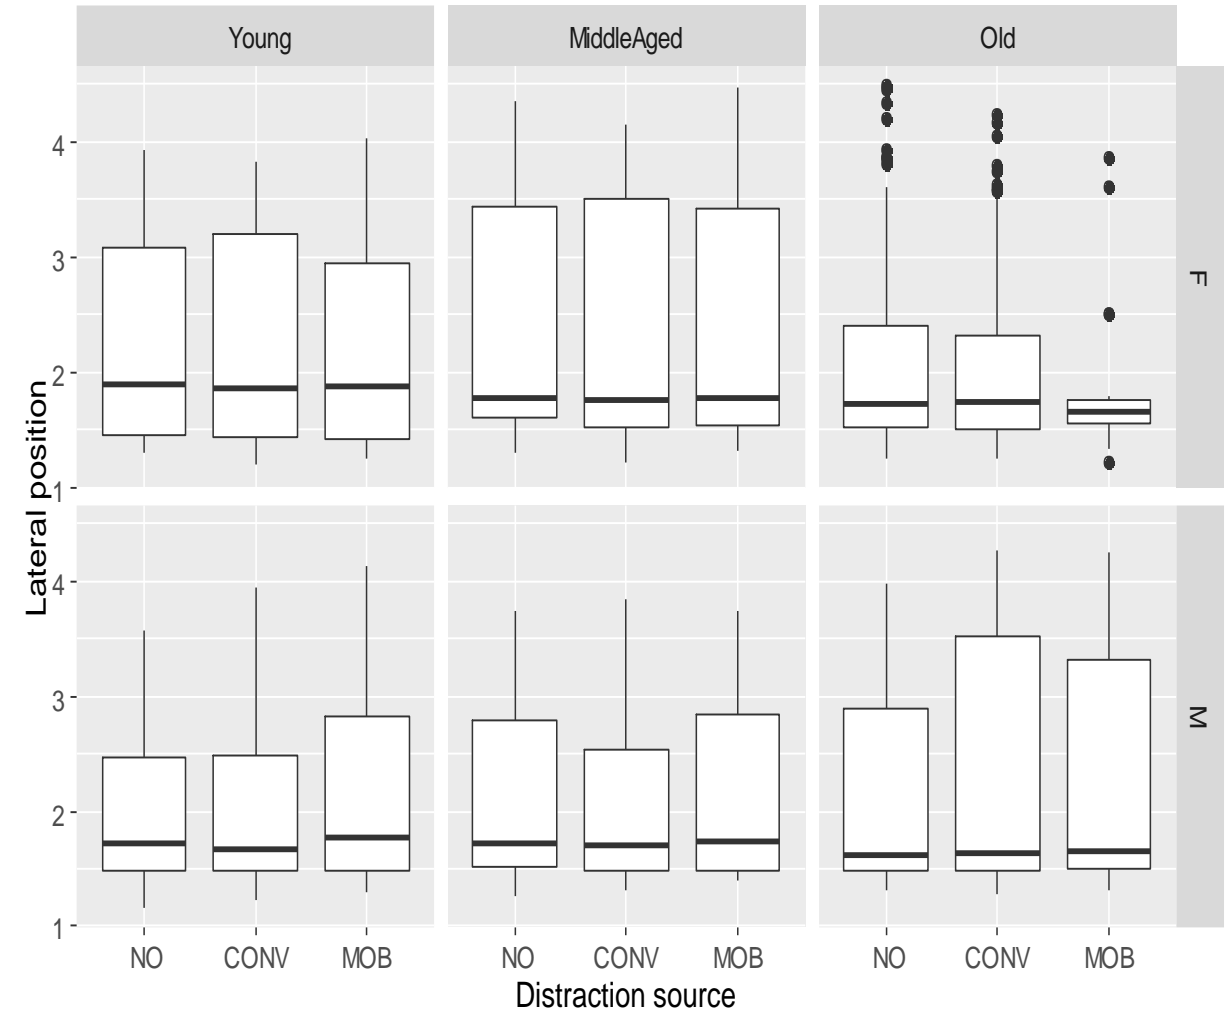 Young MiddleAged Old
F
4
3
2
1
Lateral position
M
4
3
2
1
NO CONV MOB NO CONV MOB NO CONV MOB
Distraction source